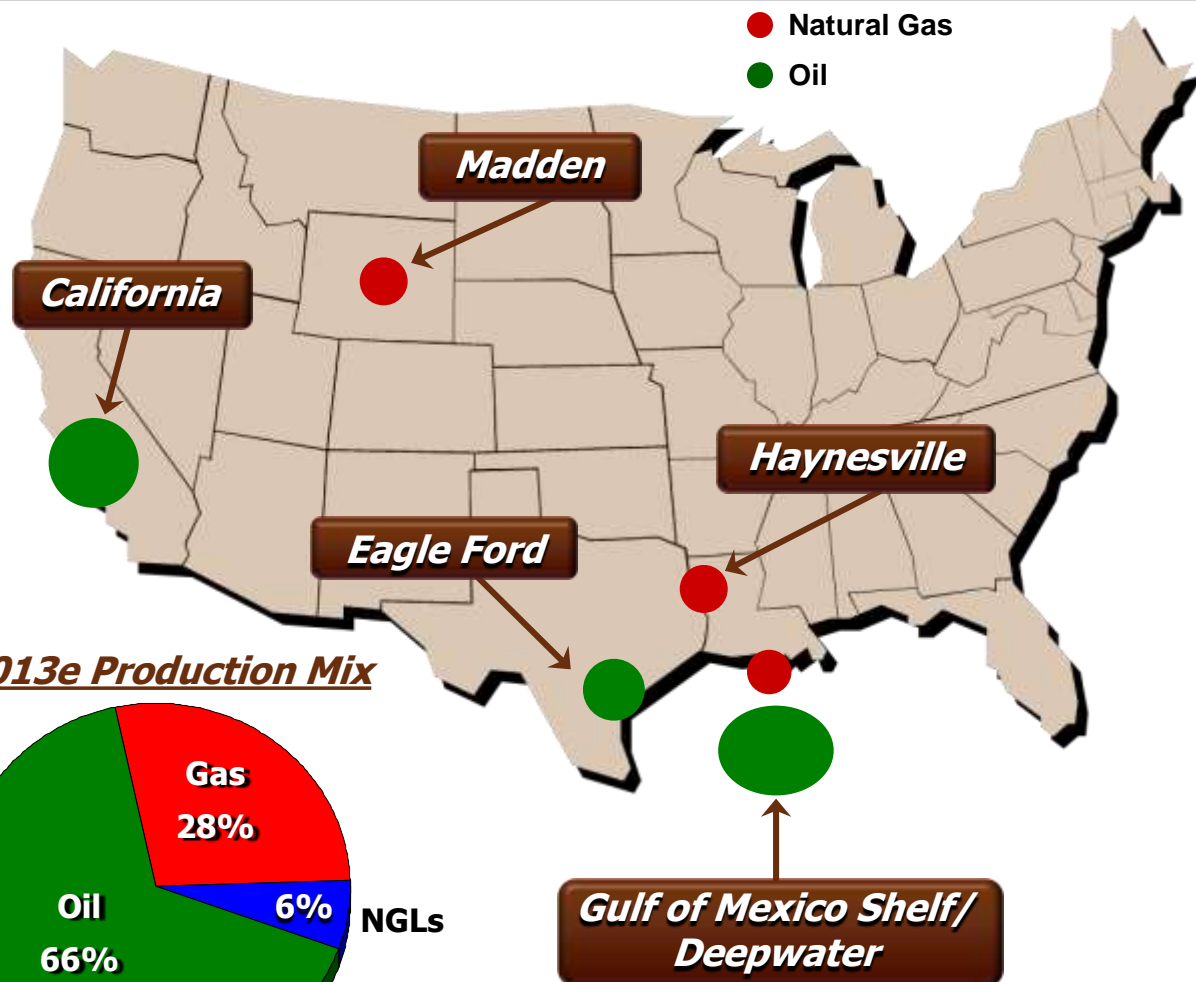 Natural Gas
Oil
Madden
California
Haynesville
Eagle Ford
013e Production Mix
Gas
28%
6%
NGLs
Oil
66%
Gulf of Mexico Shelf/
Deepwater